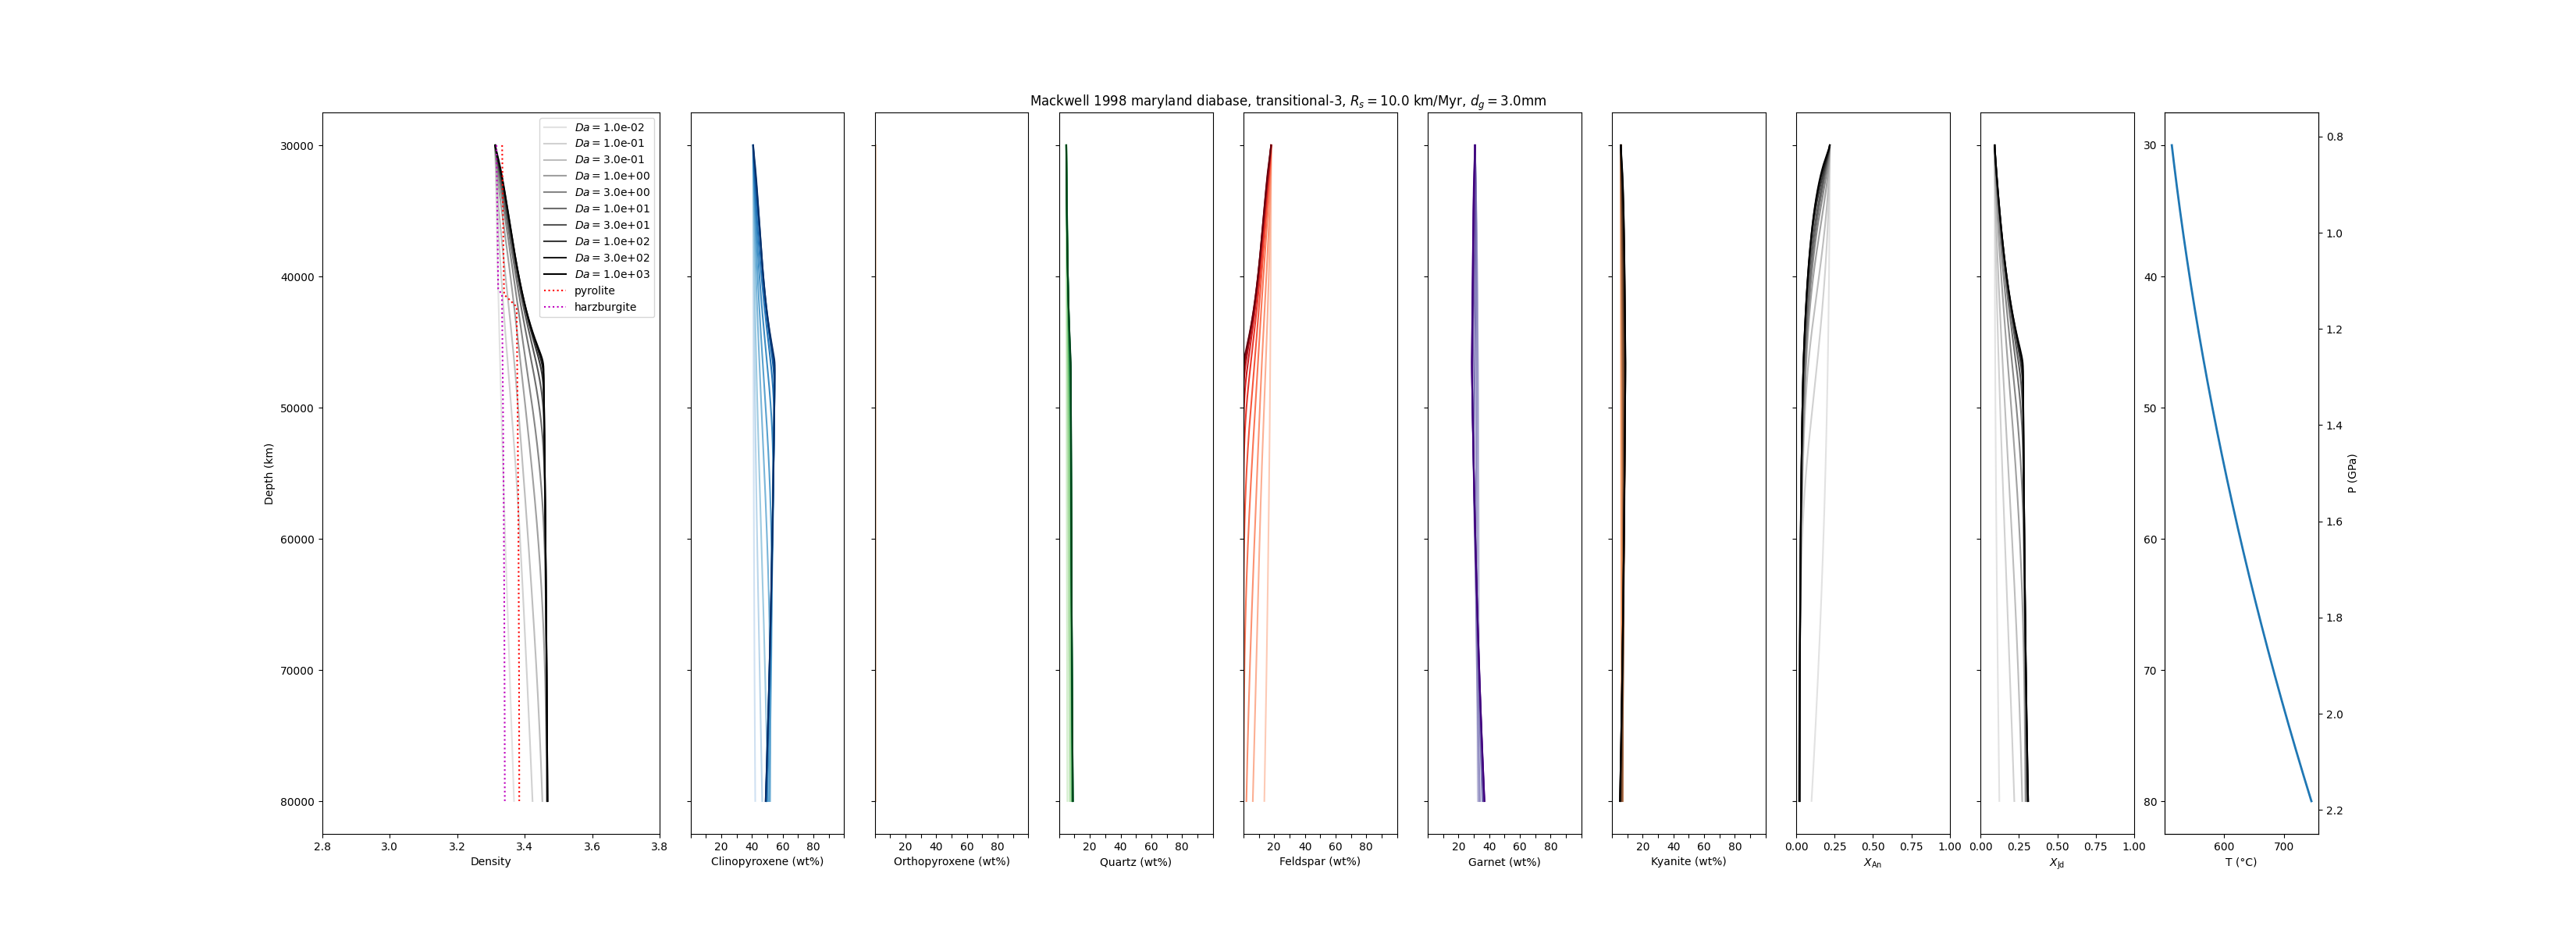 Mackwell 1998 maryland diabase, transitional-3, $R_s = 10.0$ km/Myr, $d_g = 3.0$mm
Da = 1.0e-02
Da = 1.0e-01
Da = 3.0e-01
Da = 1.0e+00
Da = 3.0e+00
Da = 1.0e+01
Da = 3.0e+01
Da = 1.0e+02
Da = 3.0e+02
Da = 1.0e+03
pyrolite
harzburgite
Depth (km)
30000
40000
50000
60000
70000
80000
2.8 3.0 3.2 3.4 3.6 3.8
Density
20 40 60 80
Clinopyroxene (wt%)
20 40 60 80
Orthopyroxene (wt%)
20 40 60 80
Quartz (wt%)
20 40 60 80
Feldspar (wt%)
20 40 60 80
Garnet (wt%)
20 40 60 80
Kyanite (wt%)
0.00 0.25 0.50 0.75 1.00
$X_{An}$
0.00 0.25 0.50 0.75 1.00
$X_{Jd}$
30
40
50
60
70
80
600 700
T (°C)
0.8
1.0
1.2
1.4
1.6
1.8
2.0
2.2
P (GPa)